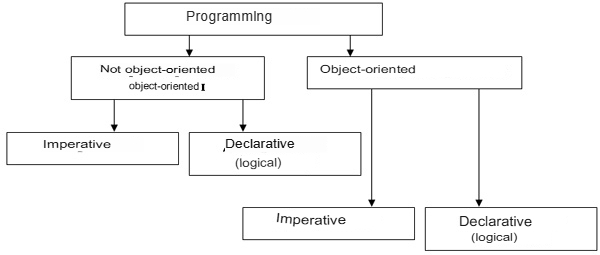 Programming
Not object-oriented
object-oriented I
Object-oriented
Imperative
,Declarative
(logical)
Imperative
Declarative
(logical)